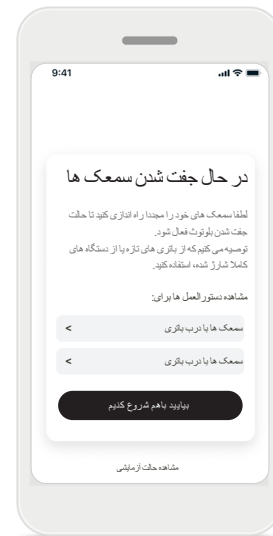 9:41
در حال جفت شدن سمعک ها
لطفا سمعک های خود را مجددا راه اندازی کنید تا حالت
جفت شدن بلوتوث فعال شود.
توصیه می کنیم که از باتری های تازه یا از دستگاه های
کاملا شارژ شده، استفاده کنید.
مشاهده دستورالعمل ها برای:
سمعک ها با درب باتری >
سمعک ها با درب باتری >
بیایید باهم شروع کنیم
مشاهده حالت آزمایشی